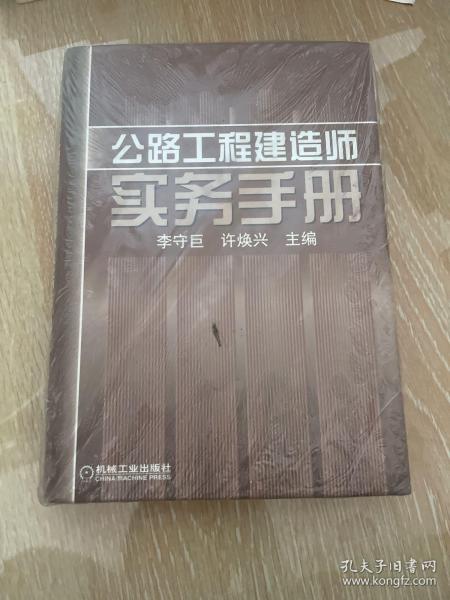 公路工程建造师
实务手册
李守巨 许焕兴 主编
机械工业出版社
CHINA MACHINE PRESS
孔夫子旧书网
www.kongfz.com